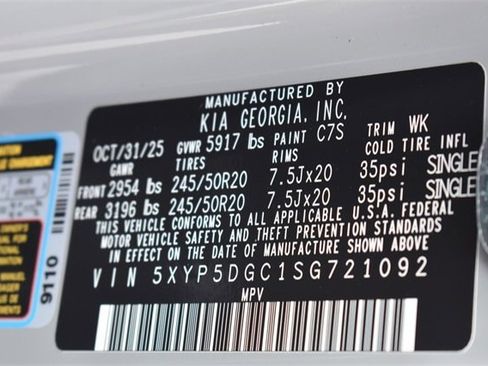 MANUFACTURED BY
KIA GEORGIA, INC.
OCT/31/25 GVWR 5917 lbs PAINT C7S TRIM WK
GAWR TIRES RIMS COLD TIRE INFL
FRONT 2954 lbs 245/50R20 7.5Jx20 35psi SINGLE
REAR 3196 lbs 245/50R20 7.5Jx20 35psi SINGLE
THIS VEHICLE CONFORMS TO ALL APPLICABLE U.S.A. FEDERAL
MOTOR VEHICLE SAFETY AND THEFT PREVENTION STANDARDS
IN EFFECT ON THE DATE OF MANUFACTURE SHOWN ABOVE
VIN 5XYP5DGC1SG721092
MPV
9110